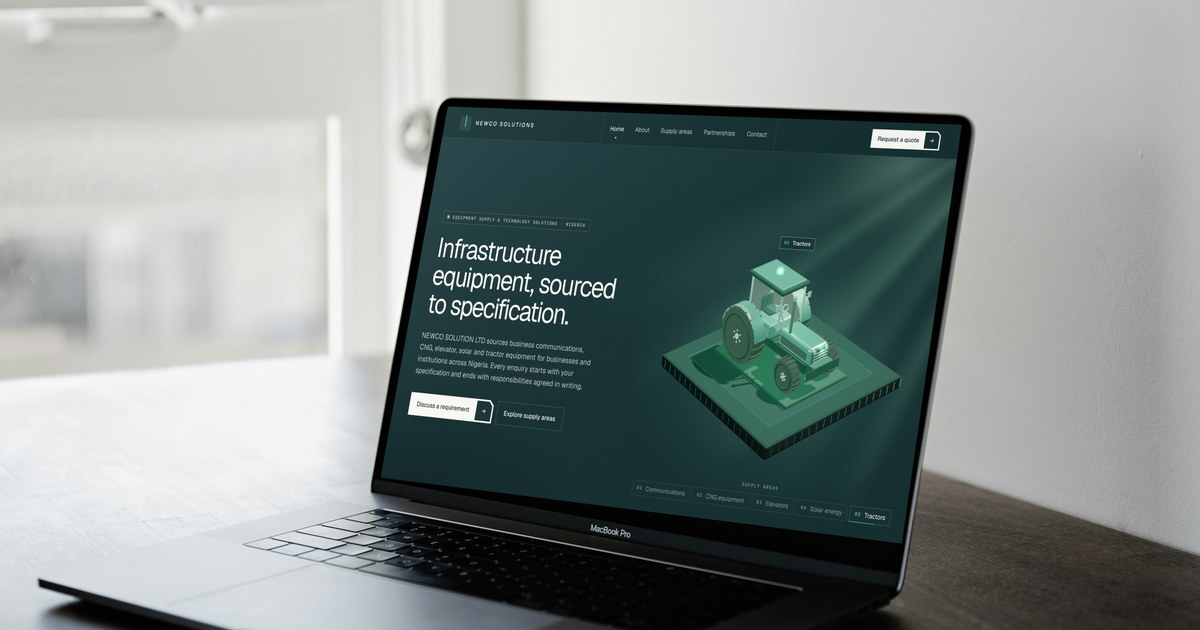 NEWCO SOLUTIONS
Home About Supply areas Partnerships Contact
Request a quote
EQUIPMENT SUPPLY & TECHNOLOGY SOLUTIONS · NIGERIA
Infrastructure
equipment, sourced
to specification.
NEWCO SOLUTION LTD sources business communications,
CNG, elevator, solar and tractor equipment for businesses and
institutions across Nigeria. Every enquiry starts with your
specification and ends with responsibilities agreed in writing.
Discuss a requirement
Explore supply areas
05 Tractors
SUPPLY AREAS
01 Communications 02 CNG equipment 03 Elevators 04 Solar energy 05 Tractors
MacBook Pro